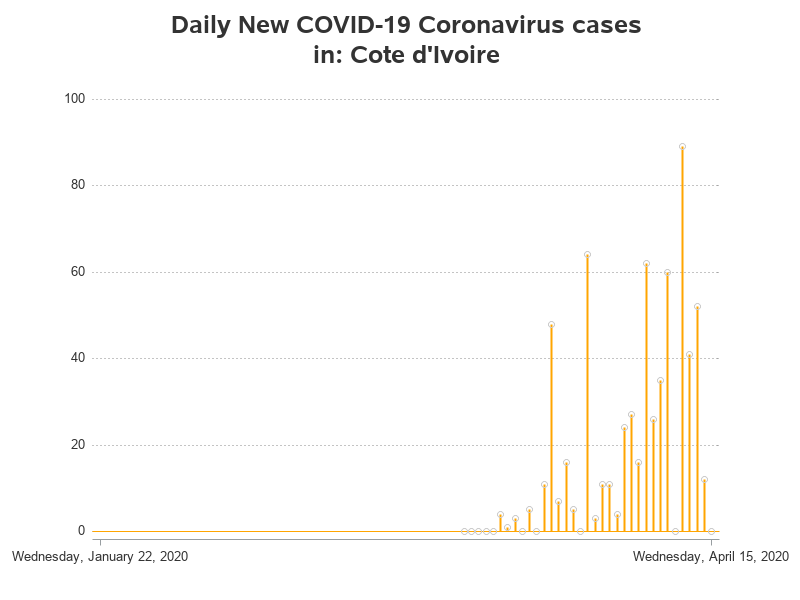 Daily New COVID-19 Coronavirus cases
in: Cote d'Ivoire
100
80
60
40
20
0
Wednesday, January 22, 2020
Wednesday, April 15, 2020